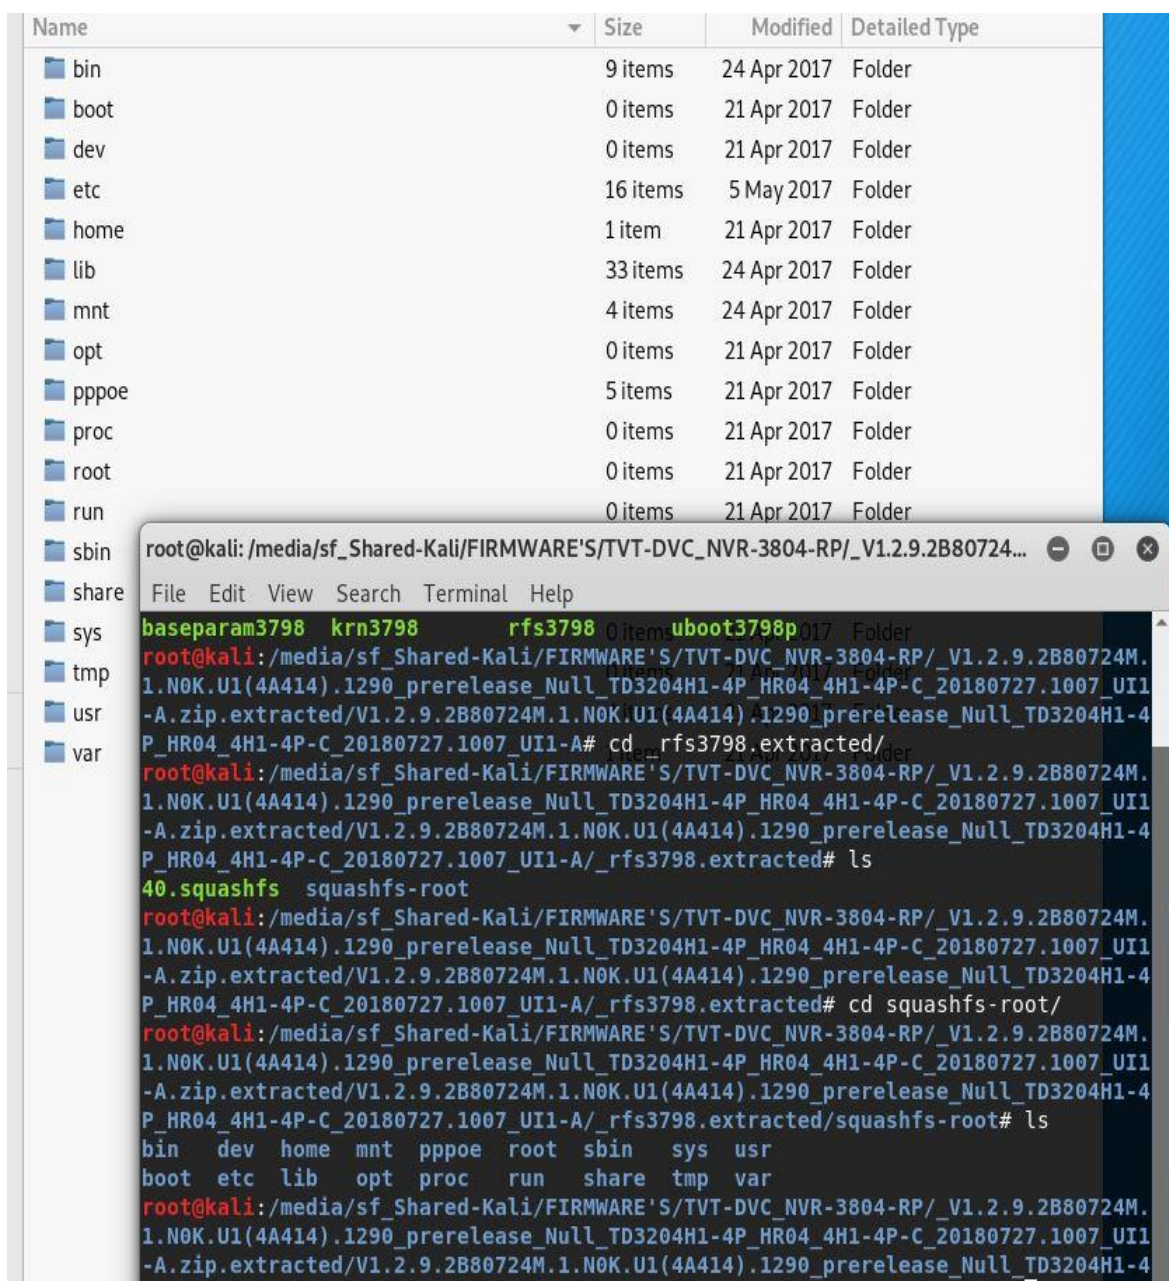 Name Size Modified Detailed Type
bin 9 items 24 Apr 2017 Folder
boot 0 items 21 Apr 2017 Folder
dev 0 items 21 Apr 2017 Folder
etc 16 items 5 May 2017 Folder
home 1 item 21 Apr 2017 Folder
lib 33 items 24 Apr 2017 Folder
mnt 4 items 24 Apr 2017 Folder
opt 0 items 21 Apr 2017 Folder
pppoe 5 items 21 Apr 2017 Folder
proc 0 items 21 Apr 2017 Folder
root 0 items 21 Apr 2017 Folder
run 0 items 21 Apr 2017 Folder
sbin
share
sys
tmp
usr
var
root@kali: /media/sf_Shared-Kali/FIRMWARE'S/TVT-DVC_NVR-3804-RP/_V1.2.9.2B80724...
File Edit View Search Terminal Help
baseparam3798 krn3798 rfs3798 uboot3798p
root@kali:/media/sf_Shared-Kali/FIRMWARE'S/TVT-DVC_NVR-3804-RP/_V1.2.9.2B80724M.
1.N0K.U1(4A414).1290_prerelease_Null_TD3204H1-4P_HR04_4H1-4P-C_20180727.1007_UI1
-A.zip.extracted/V1.2.9.2B80724M.1.N0K.U1(4A414).1290_prerelease_Null_TD3204H1-4
P_HR04_4H1-4P-C_20180727.1007_UI1-A# cd _rfs3798.extracted/
root@kali:/media/sf_Shared-Kali/FIRMWARE'S/TVT-DVC_NVR-3804-RP/_V1.2.9.2B80724M.
1.N0K.U1(4A414).1290_prerelease_Null_TD3204H1-4P_HR04_4H1-4P-C_20180727.1007_UI1
-A.zip.extracted/V1.2.9.2B80724M.1.N0K.U1(4A414).1290_prerelease_Null_TD3204H1-4
P_HR04_4H1-4P-C_20180727.1007_UI1-A/_rfs3798.extracted# ls
40.squashfs squashfs-root
root@kali:/media/sf_Shared-Kali/FIRMWARE'S/TVT-DVC_NVR-3804-RP/_V1.2.9.2B80724M.
1.N0K.U1(4A414).1290_prerelease_Null_TD3204H1-4P_HR04_4H1-4P-C_20180727.1007_UI1
-A.zip.extracted/V1.2.9.2B80724M.1.N0K.U1(4A414).1290_prerelease_Null_TD3204H1-4
P_HR04_4H1-4P-C_20180727.1007_UI1-A/_rfs3798.extracted# cd squashfs-root/
root@kali:/media/sf_Shared-Kali/FIRMWARE'S/TVT-DVC_NVR-3804-RP/_V1.2.9.2B80724M.
1.N0K.U1(4A414).1290_prerelease_Null_TD3204H1-4P_HR04_4H1-4P-C_20180727.1007_UI1
-A.zip.extracted/V1.2.9.2B80724M.1.N0K.U1(4A414).1290_prerelease_Null_TD3204H1-4
P_HR04_4H1-4P-C_20180727.1007_UI1-A/_rfs3798.extracted/squashfs-root# ls
bin dev home mnt pppoe root sbin sys usr
boot etc lib opt proc run share tmp var
root@kali:/media/sf_Shared-Kali/FIRMWARE'S/TVT-DVC_NVR-3804-RP/_V1.2.9.2B80724M.
1.N0K.U1(4A414).1290_prerelease_Null_TD3204H1-4P_HR04_4H1-4P-C_20180727.1007_UI1
-A.zip.extracted/V1.2.9.2B80724M.1.N0K.U1(4A414).1290_prerelease_Null_TD3204H1-4